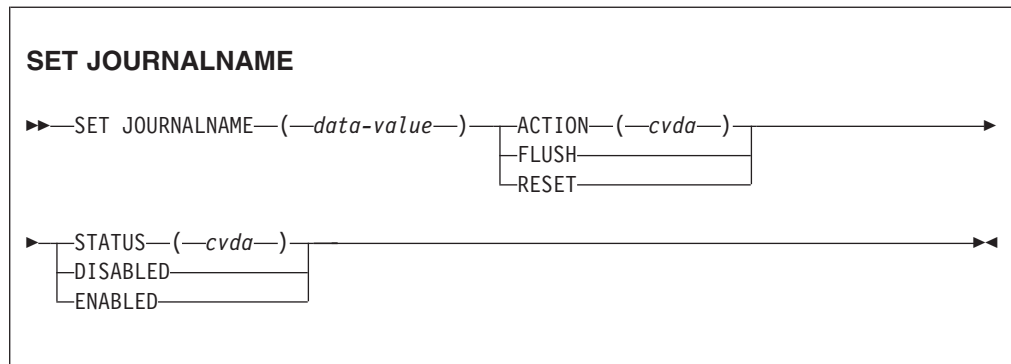 SET JOURNALNAME
SET JOURNALNAME ( data-value ) ACTION ( cvda )
FLUSH
RESET
STATUS ( cvda )
DISABLED
ENABLED